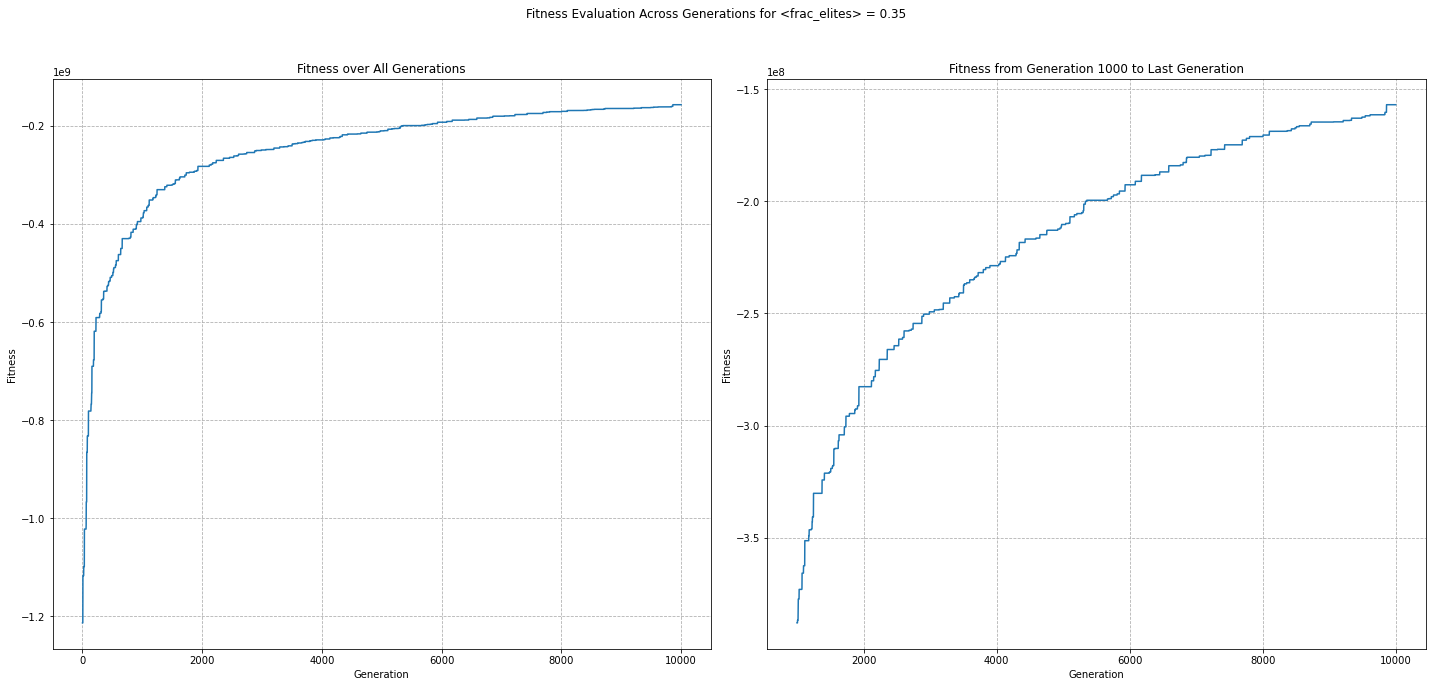 Fitness Evaluation Across Generations for <frac_elites> = 0.35
Fitness over All Generations
1e9
−0.2
−0.4
−0.6
−0.8
−1.0
−1.2
Fitness
0 2000 4000 6000 8000 10000
Generation
Fitness from Generation 1000 to Last Generation
1e8
−1.5
−2.0
−2.5
−3.0
−3.5
Fitness
2000 4000 6000 8000 10000
Generation